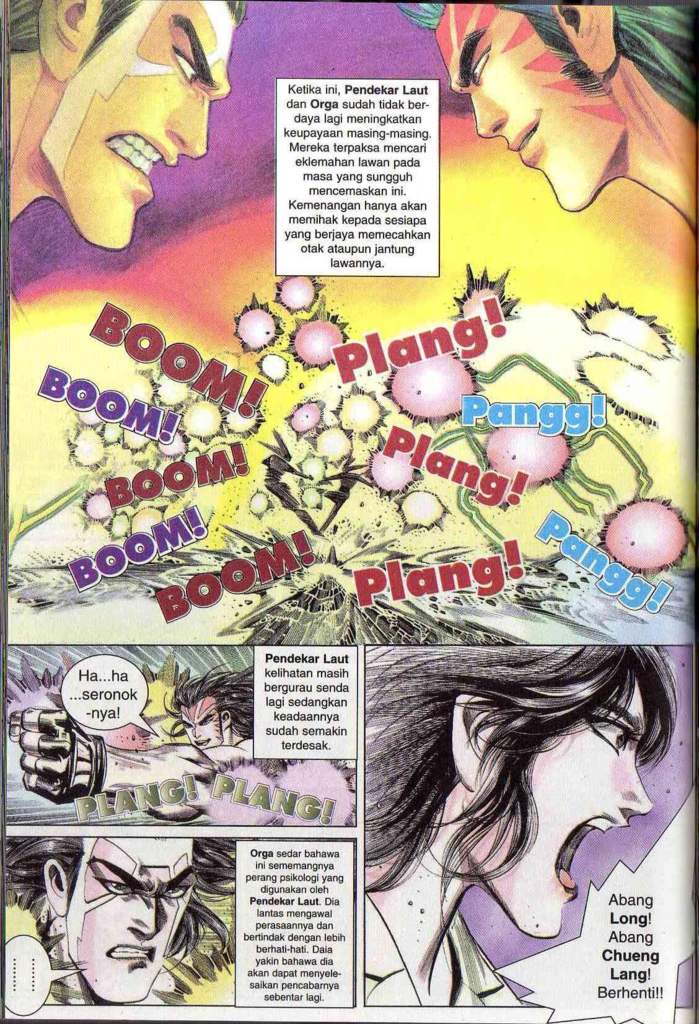 Ketika ini, Pendekar Laut
dan Orga sudah tidak ber-
daya lagi meningkatkan
keupayaan masing-masing.
Mereka terpaksa mencari
eklemahan lawan pada
masa yang sungguh
mencemaskan ini.
Kemenangan hanya akan
memihak kepada sesiapa
yang berjaya memecahkan
otak ataupun jantung
lawannya.
BOOM!
BOOM!
BOOM!
BOOM!
BOOM!
Plang!
Pangg!
Plang!
Pangg!
Plang!
Ha...ha
...seronok
-nya!
Pendekar Laut
kelihatan masih
bergurau senda
lagi sedangkan
keadaannya
sudah semakin
terdesak.
PLANG! PLANG!
Orga sedar bahawa
ini sememangnya
perang psikologi yang
digunakan oleh
Pendekar Laut. Dia
lantas mengawal
perasaannya dan
bertindak dengan lebih
berhati-hati. Daia
yakin bahawa dia
akan dapat menyele-
saikan pencabarnya
sebentar lagi.
Abang
Long!
Abang
Chueng
Lang!
Berhenti!!